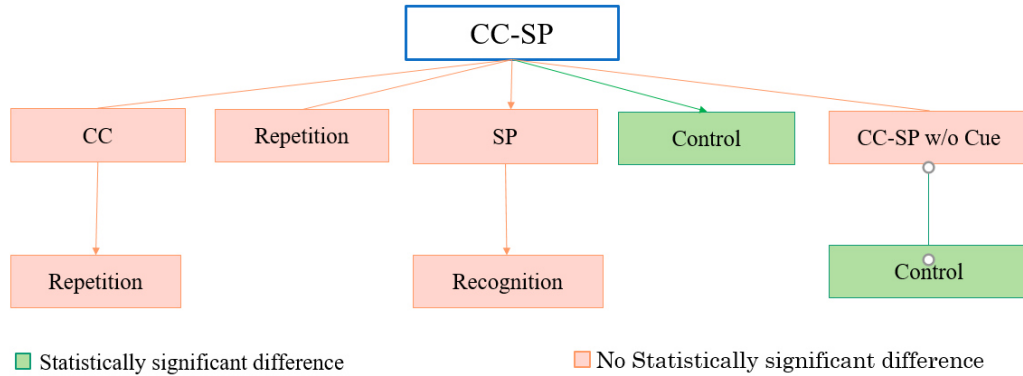 CC-SP
CC
Repetition
SP
Control
CC-SP w/o Cue
Repetition
Recognition
Control
Statistically significant difference
No Statistically significant difference